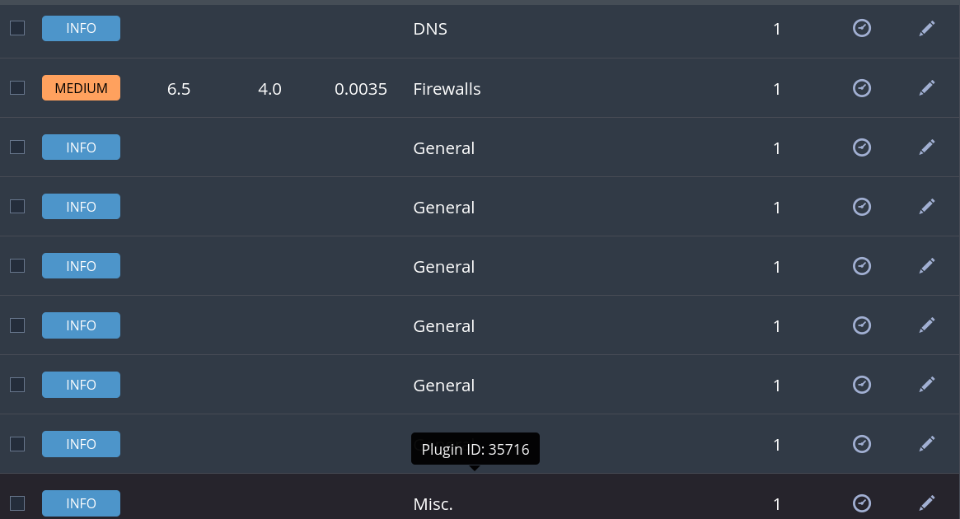 INFO DNS 1
MEDIUM 6.5 4.0 0.0035 Firewalls 1
INFO General 1
INFO General 1
INFO General 1
INFO General 1
INFO General 1
INFO 1
Plugin ID: 35716
INFO Misc. 1